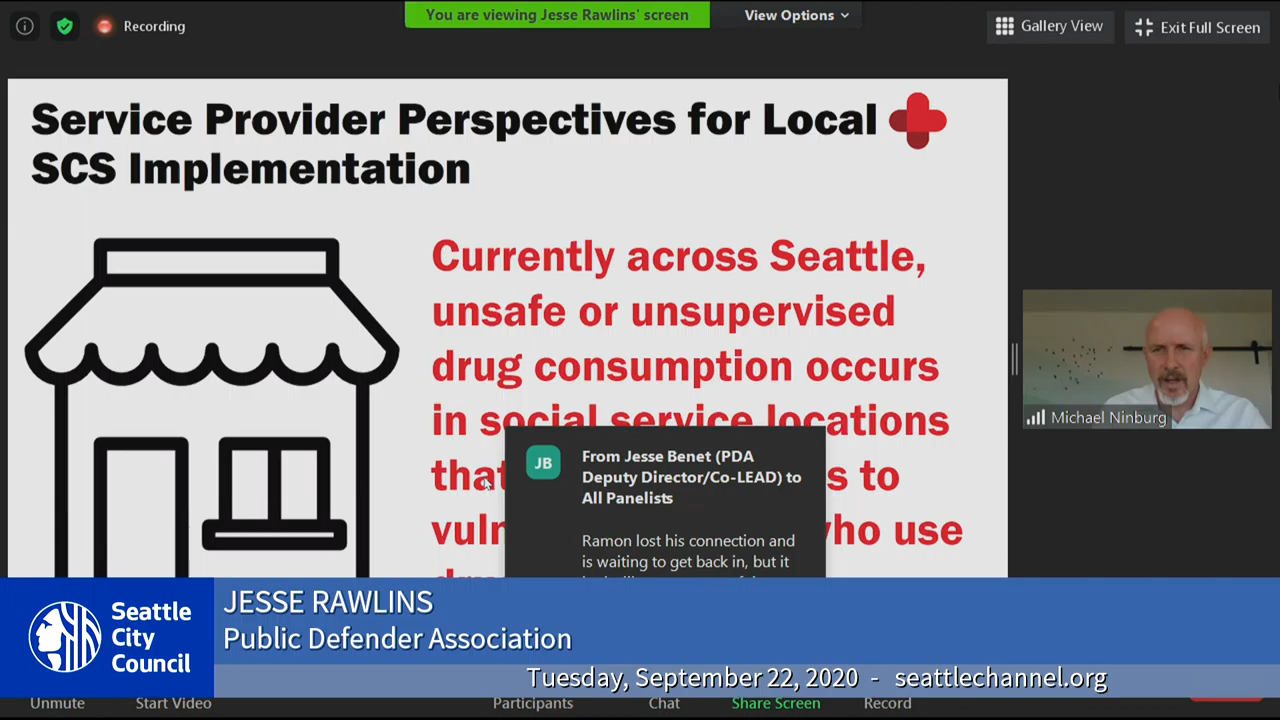 You are viewing Jesse Rawlins' screen
View Options
Recording
Gallery View
Exit Full Screen
Service Provider Perspectives for Local
SCS Implementation
Currently across Seattle,
unsafe or unsupervised
drug consumption occurs
in social service locations
that
s to
who use
From Jesse Benet (PDA
Deputy Director/Co-LEAD) to
All Panelists
JB
Ramon lost his connection and
is waiting to get back in, but it
Michael Ninburg
Seattle
City
Council
JESSE RAWLINS
Public Defender Association
Tuesday, September 22, 2020 - seattlechannel.org
Unmute
Start Video
Participants
Chat
Share Screen
Record